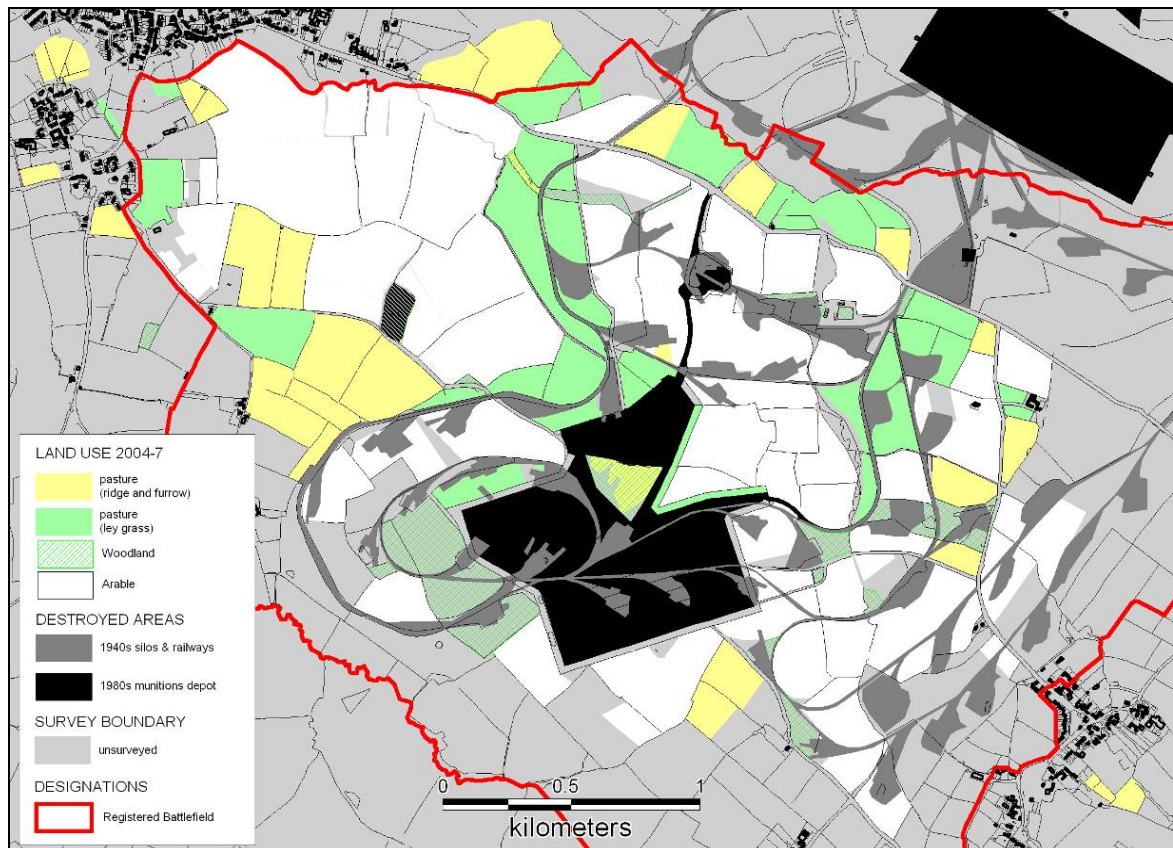 LAND USE 2004-7
pasture
(ridge and furrow)
pasture
(ley grass)
Woodland
Arable
DESTROYED AREAS
1940s silos & railways
1980s munitions depot
SURVEY BOUNDARY
unsurveyed
DESIGNATIONS
Registered Battlefield
0 0.5 1
kilometers